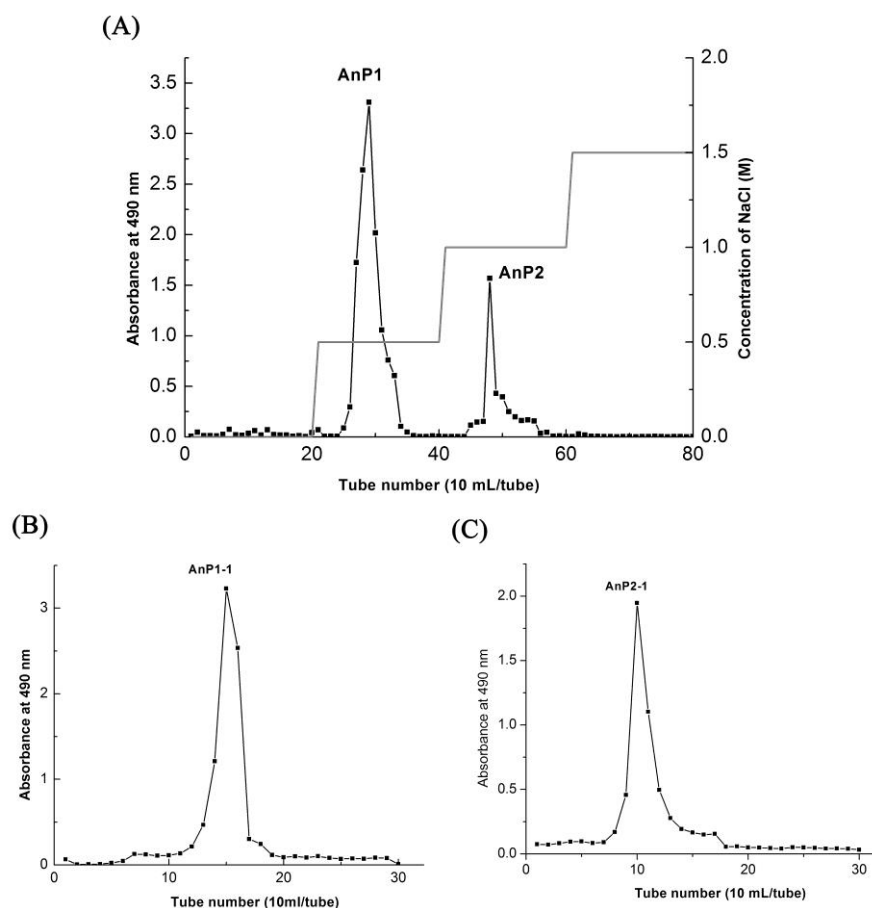 (A)
AnP1
AnP2
Absorbance at 490 nm
3.5
3.0
2.5
2.0
1.5
1.0
0.5
0.0
2.0
1.5
1.0
0.5
0.0
Concentration of NaCl (M)
0 20 40 60 80
Tube number (10 mL/tube)
(B)
AnP1-1
Absorbance at 490 nm
3
2
1
0
0 10 20 30
Tube number (10ml/tube)
(C)
AnP2-1
Absorbance at 490 nm
2.0
1.5
1.0
0.5
0.0
0 10 20 30
Tube number (10 mL/tube)